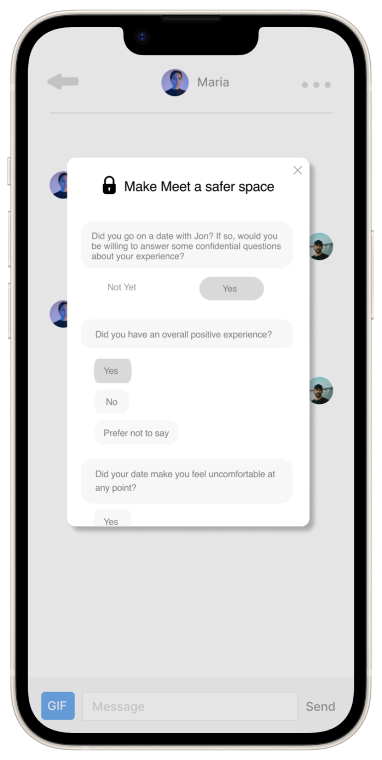 Maria
Make Meet a safer space
Did you go on a date with Jon? If so, would you
be willing to answer some confidential questions
about your experience?
Not Yet
Yes
Did you have an overall positive experience?
Yes
No
Prefer not to say
Did your date make you feel uncomfortable at
any point?
Yes
GIF
Message
Send